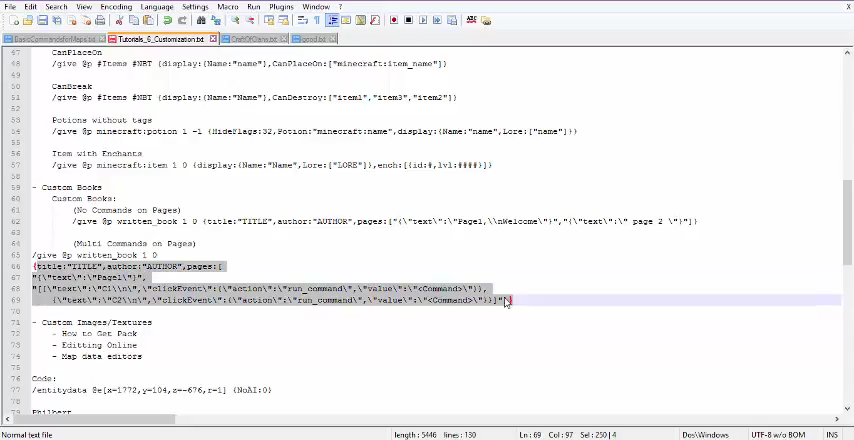 File Edit Search View Encoding Language Settings Macro Run Plugins Window ? X
BasicCommandsforMaps.txt Tutorials_6_Customization.txt CraftOfClans.txt good.txt
47 CanPlaceOn
48 /give @p #Items #NBT {display:{Name:"name"},CanPlaceOn:["minecraft:item_name"]}
49
50 CanBreak
51 /give @p #Items #NBT {display:{Name:"Name"},CanDestroy:["item1","item3","item2"]}
52
53 Potions without tags
54 /give @p minecraft:potion 1 -1 {HideFlags:32,Potion:"minecraft:name",display:{Name:"name",Lore:["name"]}}
55
56 Item with Enchants
57 /give @p minecraft:item 1 0 {display:{Name:"Name",Lore:["LORE"]},ench:[{id:#,lvl:####}]}
58
59 - Custom Books
60 Custom Books:
61 (No Commands on Pages)
62 /give @p written_book 1 0 {title:"TITLE",author:"AUTHOR",pages:["{\"text\":\"Page1,\\nWelcome\"}","{\"text\":\" page 2 \"}"]}
63
64 (Multi Commands on Pages)
65 /give @p written_book 1 0
66 {title:"TITLE",author:"AUTHOR",pages:[
67 "{\"text\":\"Page1\"}",
68 "[{\"text\":\"C1\\n\",\"clickEvent\":{\"action\":\"run_command\",\"value\":\"<Command>\"}},
69 {\"text\":\"C2\\n\",\"clickEvent\":{\"action\":\"run_command\",\"value\":\"<Command>\"}}]"
70
71 - Custom Images/Textures
72 -- How to Get Pack
73 -- Editting Online
74 -- Map data editors
75
76 Code:
77 /entitydata @e[x=1772,y=104,z=-676,r=1] {NoAI:0}
78
79 Philbert
Normal text file length : 5446 lines : 130 Ln : 69 Col : 97 Sel : 250 | 4 Dos\Windows UTF-8 w/o BOM INS